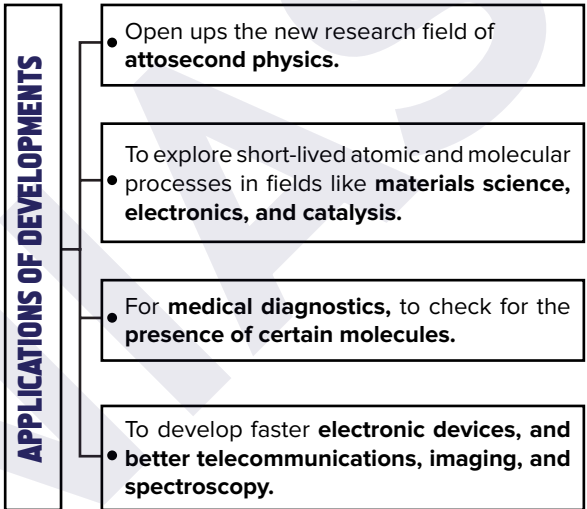 APPLICATIONS OF DEVELOPMENTS
• Open ups the new research field of
attosecond physics.
To explore short-lived atomic and molecular
• processes in fields like materials science,
electronics, and catalysis.
• For medical diagnostics, to check for the
presence of certain molecules.
To develop faster electronic devices, and
• better telecommunications, imaging, and
spectroscopy.